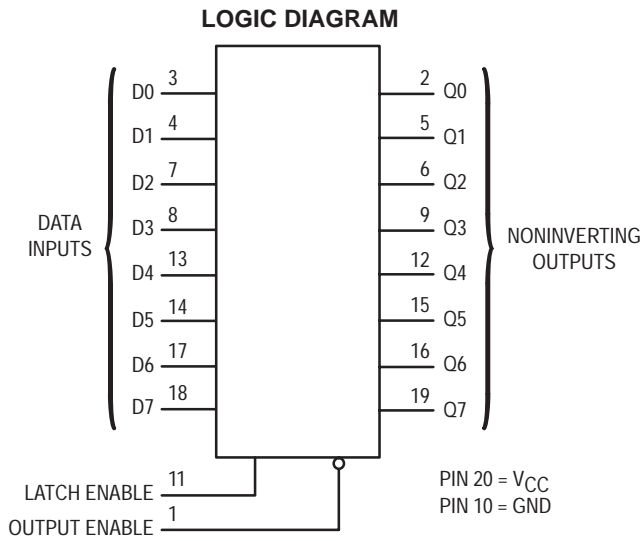 LOGIC DIAGRAM
D0 3 2 Q0
D1 4 5 Q1
D2 7 6 Q2
D3 8 9 Q3
D4 13 12 Q4
D5 14 15 Q5
D6 17 16 Q6
D7 18 19 Q7
DATA
INPUTS
NONINVERTING
OUTPUTS
LATCH ENABLE 11
OUTPUT ENABLE 1
PIN 20 = VCC
PIN 10 = GND